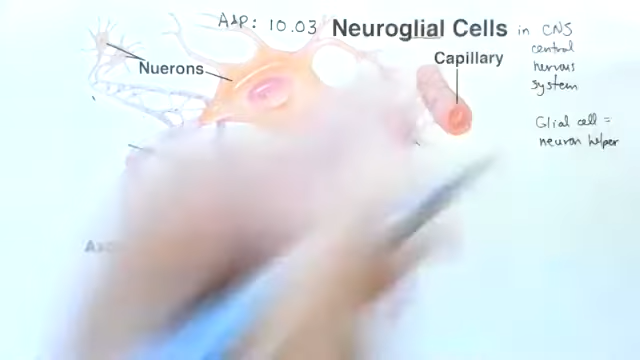 A&P: 10.03 Neuroglial Cells in CNS
central
nervous
system
Capillary
Nuerons
Glial cell =
neuron helper